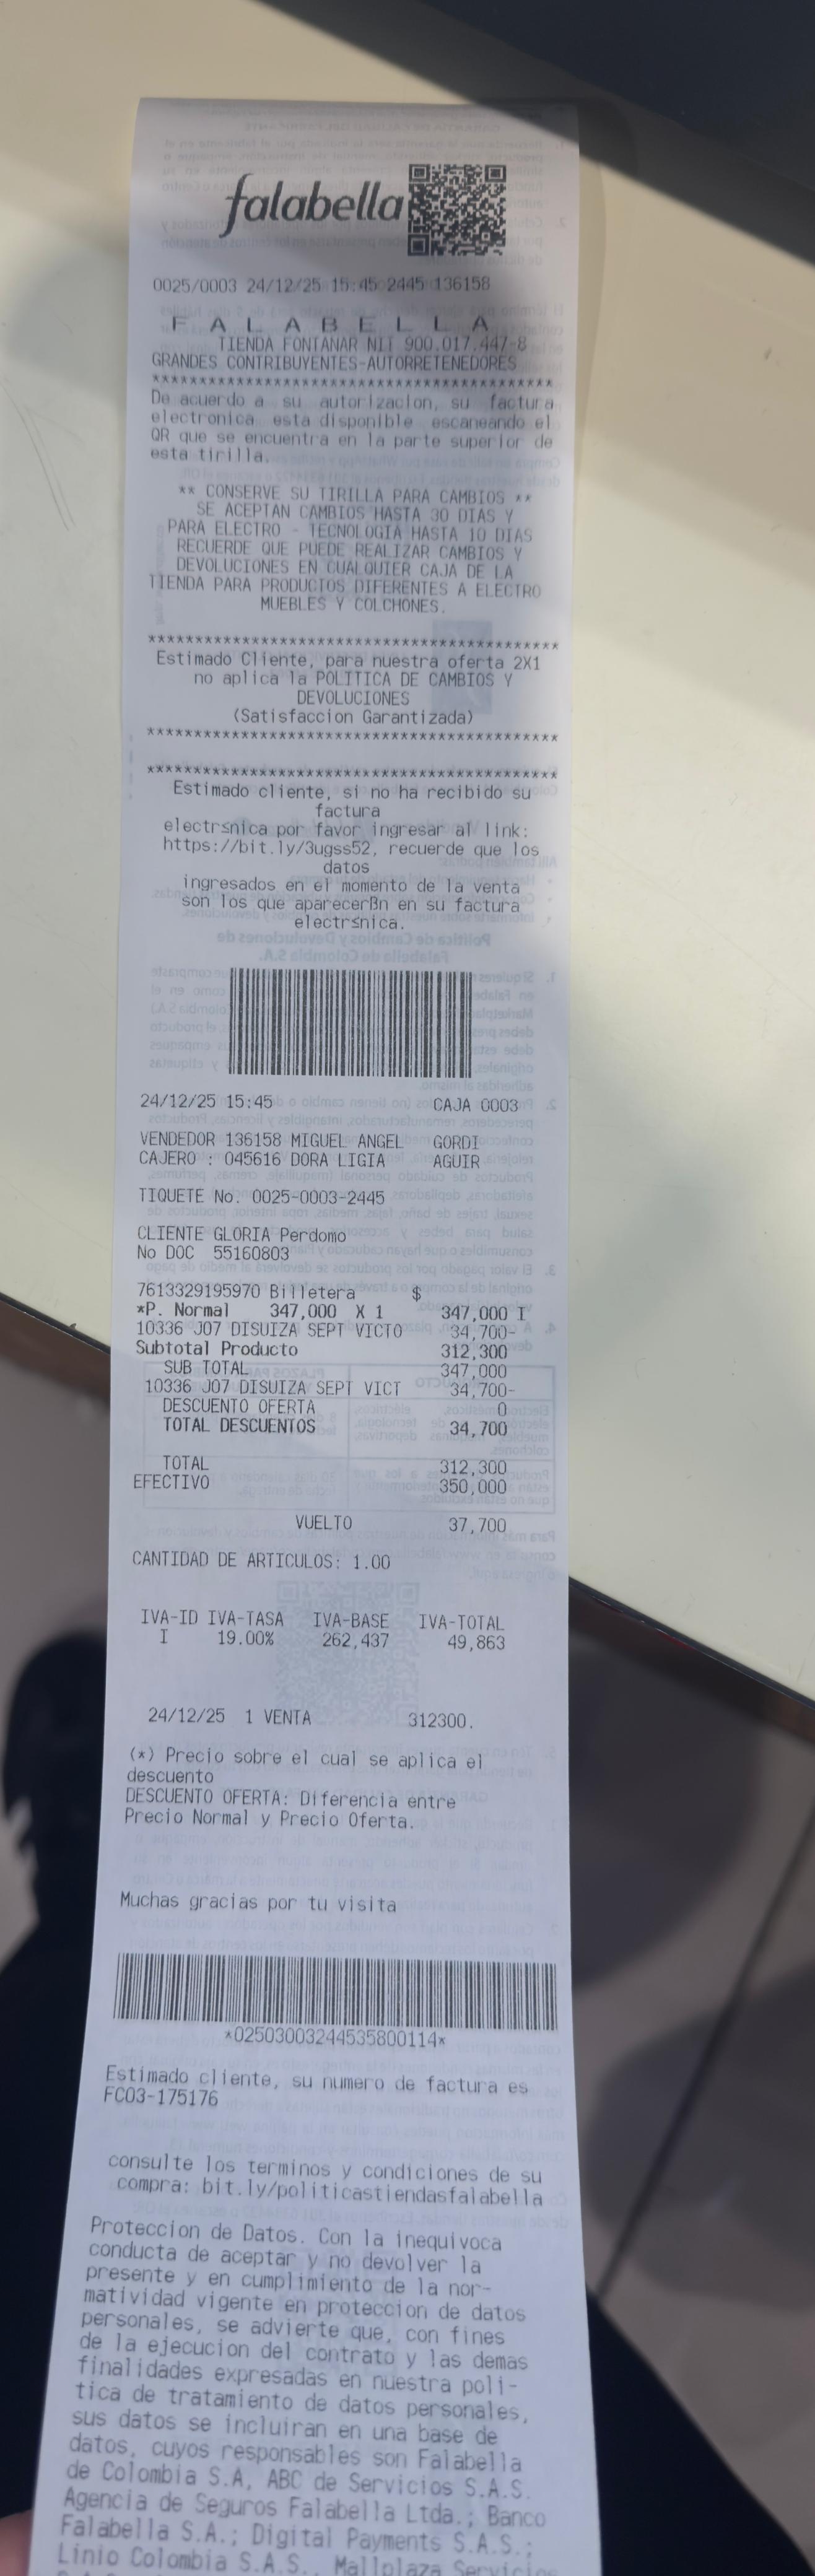 falabella
0025/0003 24/12/25 15:45 2445 136158
F A L A B E L L A
TIENDA FONTANAR NIT 900.017.447-8
GRANDES CONTRIBUYENTES-AUTORRETENEDORES
*******************************************
De acuerdo a su autorizacion, su factura
electronica esta disponible escaneando el
QR que se encuentra en la parte superior de
esta tirilla.
** CONSERVE SU TIRILLA PARA CAMBIOS **
SE ACEPTAN CAMBIOS HASTA 30 DIAS Y
PARA ELECTRO - TECNOLOGIA HASTA 10 DIAS
RECUERDE QUE PUEDE REALIZAR CAMBIOS Y
DEVOLUCIONES EN CUALQUIER CAJA DE LA
TIENDA PARA PRODUCTOS DIFERENTES A ELECTRO
MUEBLES Y COLCHONES.
*******************************************
Estimado Cliente, para nuestra oferta 2X1
no aplica la POLITICA DE CAMBIOS Y
DEVOLUCIONES
(Satisfaccion Garantizada)
*******************************************
*******************************************
Estimado cliente, si no ha recibido su
factura
electr≤nica por favor ingresar al link:
https://bit.ly/3ugss52, recuerde que los
datos
ingresados en el momento de la venta
son los que aparecerßn en su factura
electr≤nica.
24/12/25 15:45 CAJA 0003
VENDEDOR 136158 MIGUEL ANGEL GORDI
CAJERO : 045616 DORA LIGIA AGUIR
TIQUETE No. 0025-0003-2445
CLIENTE GLORIA Perdomo
No DOC 55160803
7613329195970 Billetera $
*P. Normal 347,000 X 1 347,000 I
10336 J07 DISUIZA SEPT VICTO 34,700-
Subtotal Producto 312,300
SUB TOTAL 347,000
10336 J07 DISUIZA SEPT VICT 34,700-
DESCUENTO OFERTA 0
TOTAL DESCUENTOS 34,700
TOTAL 312,300
EFECTIVO 350,000
VUELTO 37,700
CANTIDAD DE ARTICULOS: 1.00
IVA-ID IVA-TASA IVA-BASE IVA-TOTAL
I 19.00% 262,437 49,863
24/12/25 1 VENTA 312300.
(*) Precio sobre el cual se aplica el
descuento
DESCUENTO OFERTA: Diferencia entre
Precio Normal y Precio Oferta.
Muchas gracias por tu visita
*02503003244535800114*
Estimado cliente, su numero de factura es
FC03-175176
consulte los terminos y condiciones de su
compra: bit.ly/politicastiendasfalabella
Proteccion de Datos. Con la inequivoca
conducta de aceptar y no devolver la
presente y en cumplimiento de la nor-
matividad vigente en proteccion de datos
personales, se advierte que, con fines
de la ejecucion del contrato y las demas
finalidades expresadas en nuestra poli-
tica de tratamiento de datos personales,
sus datos se incluiran en una base de
datos, cuyos responsables son Falabella
de Colombia S.A, ABC de Servicios S.A.S.
Agencia de Seguros Falabella Ltda.; Banco
Falabella S.A.; Digital Payments S.A.S.;
Linio Colombia S.A.S., Mallplaza Servicios